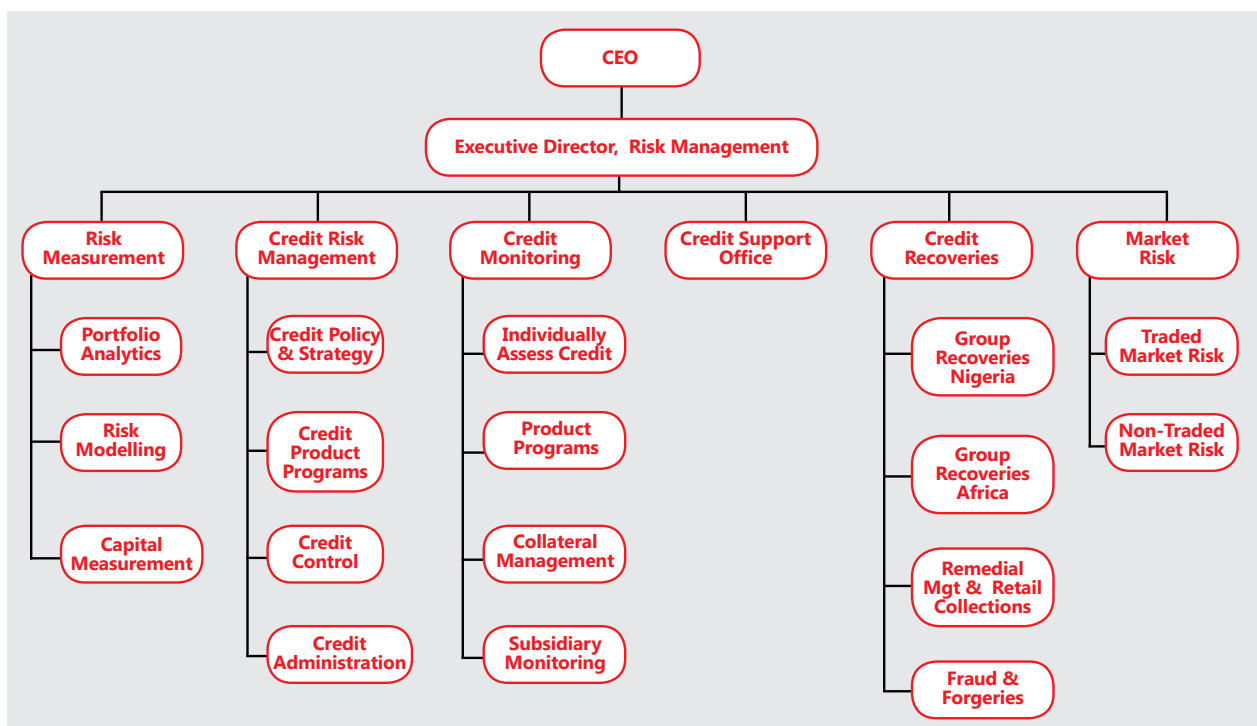 CEO
Executive Director, Risk Management
Risk
Measurement
Credit Risk
Management
Credit
Monitoring
Credit Support
Office
Credit
Recoveries
Market
Risk
Portfolio
Analytics
Risk
Modelling
Capital
Measurement
Credit Policy
& Strategy
Credit
Product
Programs
Credit
Control
Credit
Administration
Individually
Assess Credit
Product
Programs
Collateral
Management
Subsidiary
Monitoring
Group
Recoveries
Nigeria
Group
Recoveries
Africa
Remedial
Mgt & Retail
Collections
Fraud &
Forgeries
Traded
Market Risk
Non-Traded
Market Risk